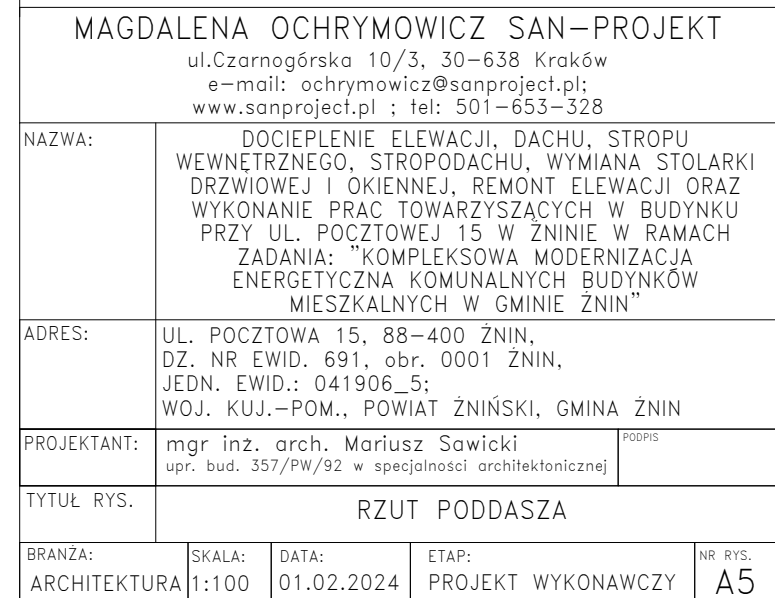 MAGDALENA OCHRYMOWICZ SAN-PROJEKT
ul.Czarnogórska 10/3, 30-638 Kraków
e-mail: ochrymowicz@sanproject.pl;
www.sanproject.pl ; tel: 501-653-328
NAZWA:
DOCIEPLENIE ELEWACJI, DACHU, STROPU
WEWNĘTRZNEGO, STROPODACHU, WYMIANA STOLARKI
DRZWIOWEJ I OKIENNEJ, REMONT ELEWACJI ORAZ
WYKONANIE PRAC TOWARZYSZĄCYCH W BUDYNKU
PRZY UL. POCZTOWEJ 15 W ŻNINIE W RAMACH
ZADANIA: "KOMPLEKSOWA MODERNIZACJA
ENERGETYCZNA KOMUNALNYCH BUDYNKÓW
MIESZKALNYCH W GMINIE ŻNIN"
ADRES:
UL. POCZTOWA 15, 88-400 ŻNIN,
DZ. NR EWID. 691, obr. 0001 ŻNIN,
JEDN. EWID.: 041906_5;
WOJ. KUJ.-POM., POWIAT ŻNIŃSKI, GMINA ŻNIN
PROJEKTANT:
mgr inż. arch. Mariusz Sawicki
upr. bud. 357/PW/92 w specjalności architektonicznej
PODPIS
TYTUŁ RYS.
RZUT PODDASZA
BRANŻA:
ARCHITEKTURA
SKALA:
1:100
DATA:
01.02.2024
ETAP:
PROJEKT WYKONAWCZY
NR RYS.
A5